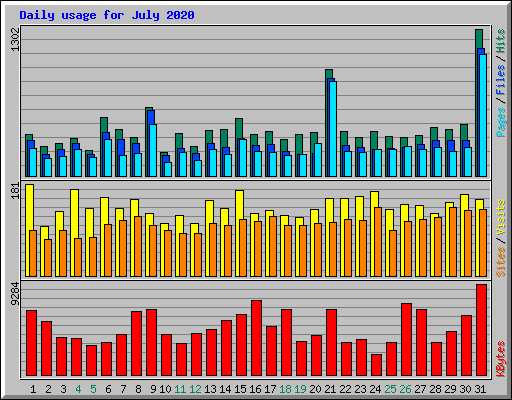 Daily usage for July 2020
1302
Pages / Files / Hits
181
Sites / Visits
9284
KBytes
1 2 3 4 5 6 7 8 9 10 11 12 13 14 15 16 17 18 19 20 21 22 23 24 25 26 27 28 29 30 31